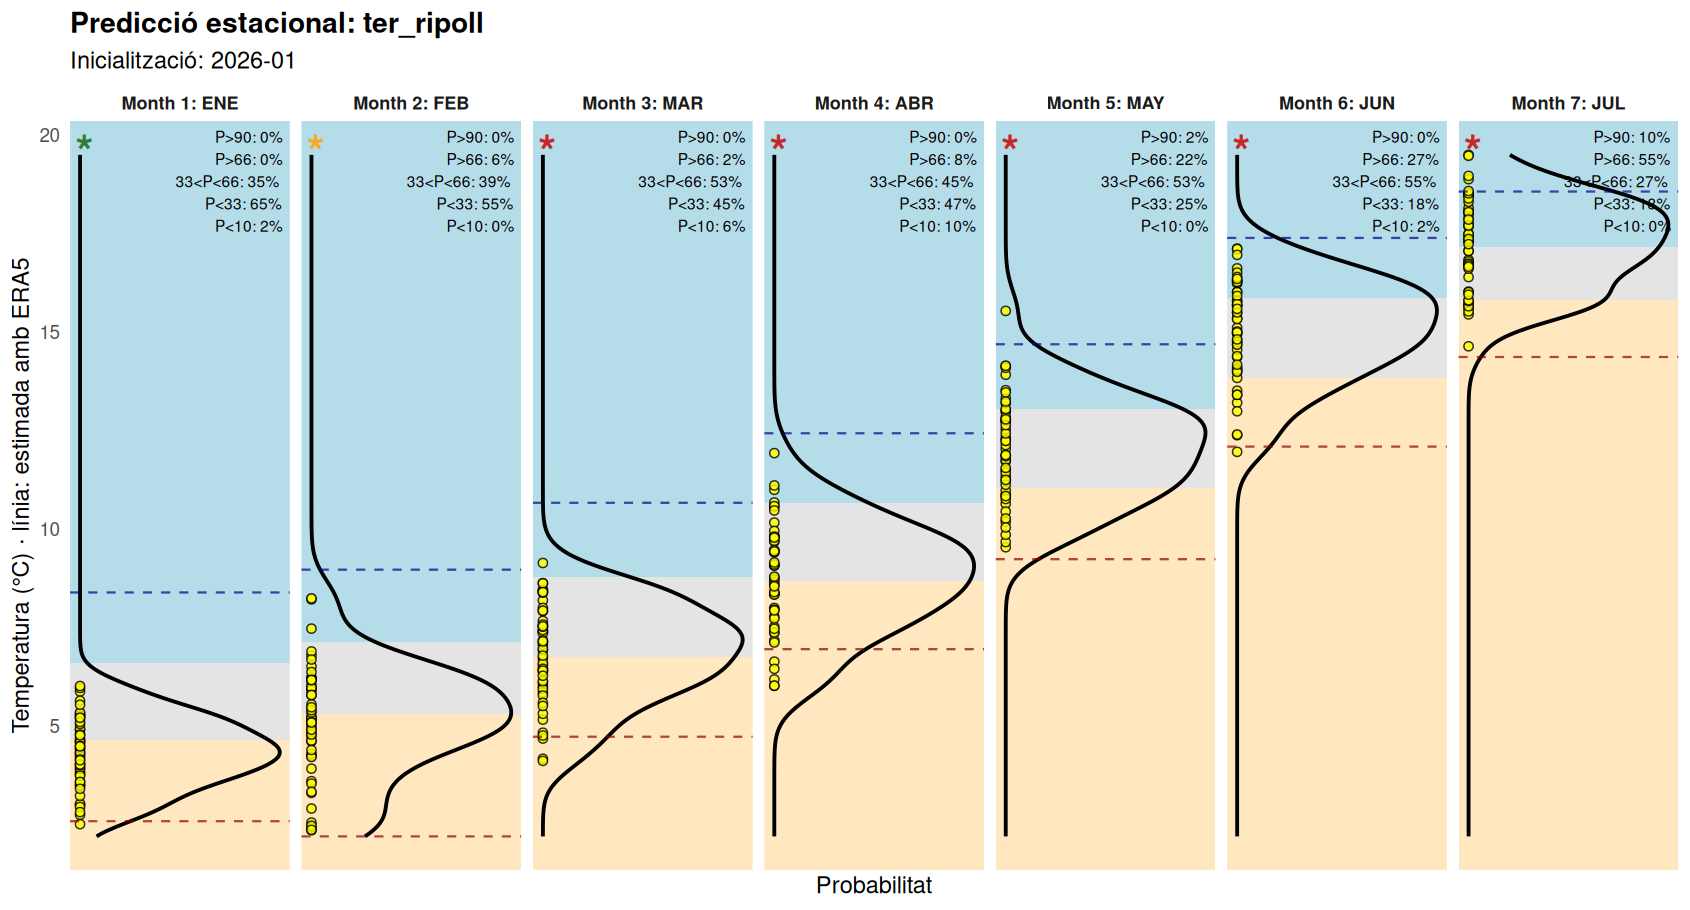 Predicció estacional: ter_ripoll
Inicialització: 2026-01
Month 1: ENE
Month 2: FEB
Month 3: MAR
Month 4: ABR
Month 5: MAY
Month 6: JUN
Month 7: JUL
*
P>90: 0%
P>66: 0%
33<P<66: 35%
P<33: 65%
P<10: 2%
*
P>90: 0%
P>66: 6%
33<P<66: 39%
P<33: 55%
P<10: 0%
*
P>90: 0%
P>66: 2%
33<P<66: 53%
P<33: 45%
P<10: 6%
*
P>90: 0%
P>66: 8%
33<P<66: 45%
P<33: 47%
P<10: 10%
*
P>90: 2%
P>66: 22%
33<P<66: 53%
P<33: 25%
P<10: 0%
*
P>90: 0%
P>66: 27%
33<P<66: 55%
P<33: 18%
P<10: 2%
*
P>90: 10%
P>66: 55%
33<P<66: 27%
P<33: 18%
P<10: 0%
20
15
10
5
Temperatura (°C) · línia: estimada amb ERA5
Probabilitat